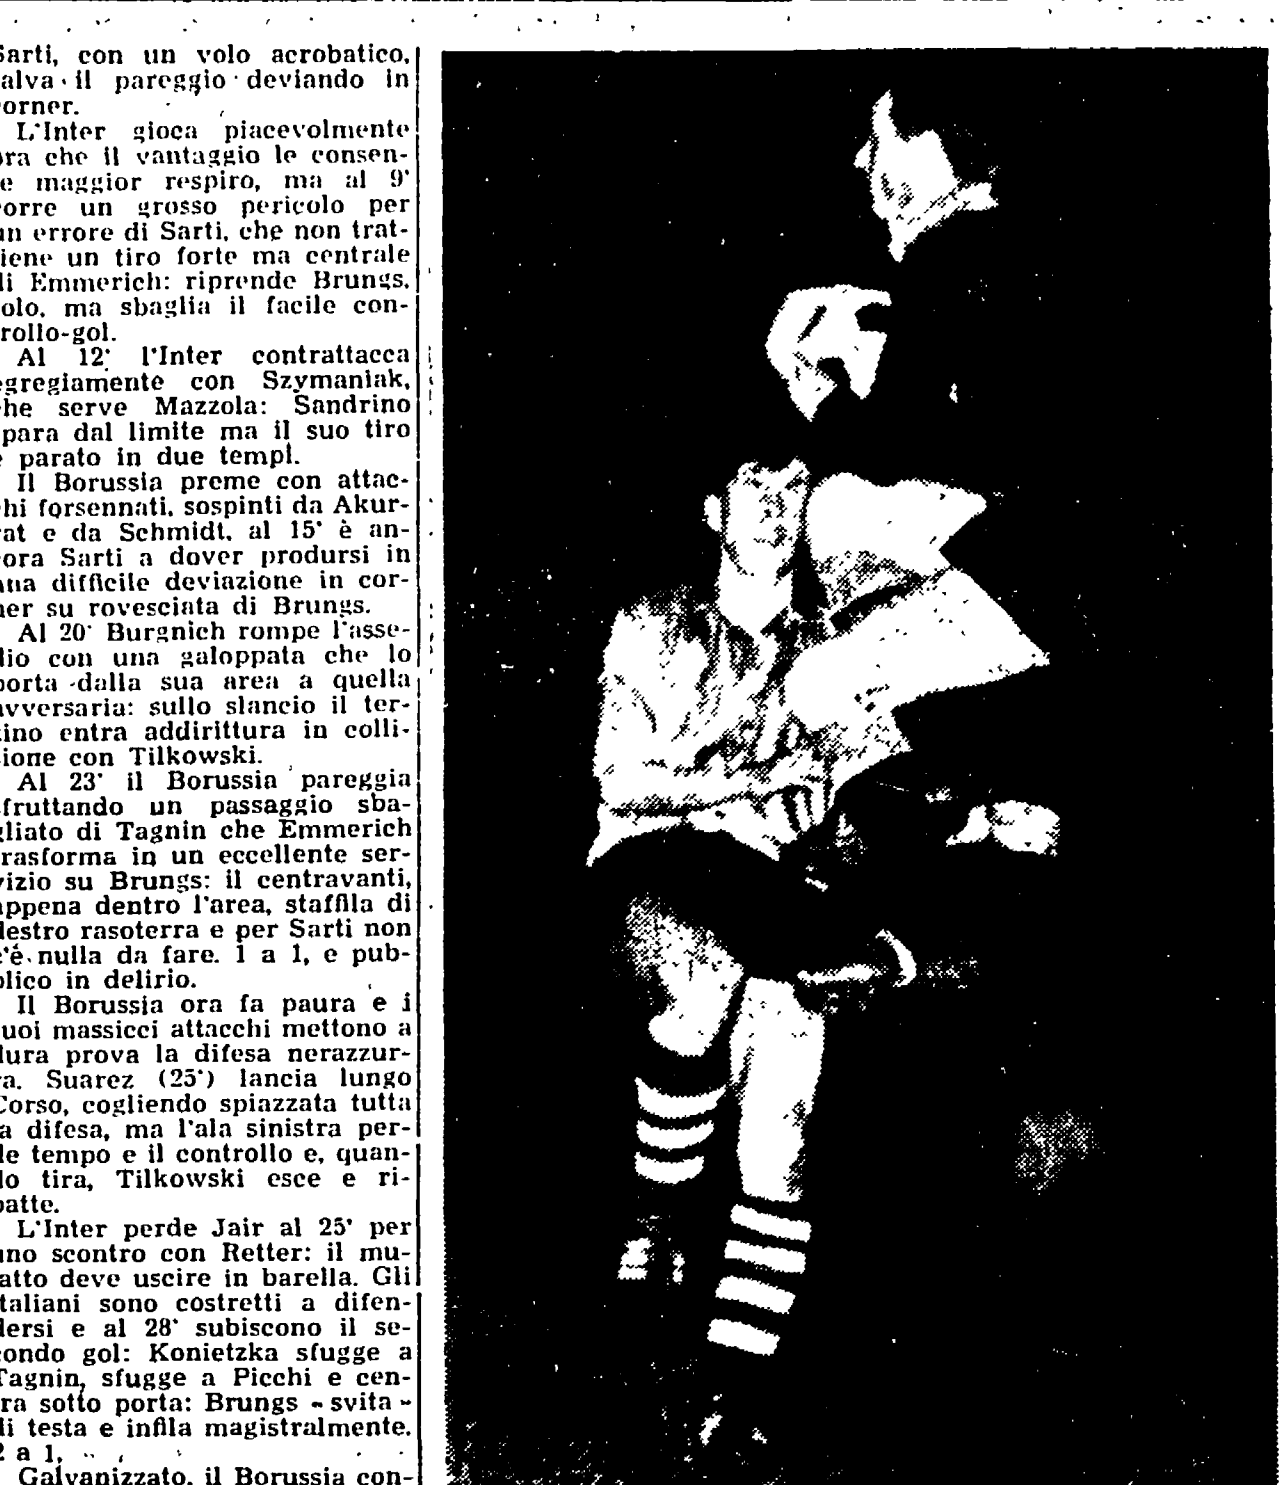 Sarti, con un volo acrobatico,
alva il pareggio deviando in
orner.
L'Inter gioca piacevolmente
ora che il vantaggio le consen-
e maggior respiro, ma al 9'
orre un grosso pericolo per
un errore di Sarti, che non trat-
iene un tiro forte ma centrale
di Emmerich: riprende Brungs,
olo, ma sbaglia il facile con-
rollo-gol.
Al 12' l'Inter contrattacca
egregiamente con Szymaniak,
che serve Mazzola: Sandrino
para dal limite ma il suo tiro
è parato in due tempi.
Il Borussia preme con attac-
chi forsennati, sospinti da Akur-
rat e da Schmidt, al 15' è an-
cora Sarti a dover prodursi in
una difficile deviazione in cor-
ner su rovesciata di Brungs.
Al 20' Burgnich rompe l'asse-
dio con una galoppata che lo
porta dalla sua area a quella
avversaria: sullo slancio il ter-
zino entra addirittura in colli-
sione con Tilkowski.
Al 23' il Borussia pareggia
sfruttando un passaggio sba-
gliato di Tagnin che Emmerich
trasforma in un eccellente ser-
vizio su Brungs: il centravanti,
appena dentro l'area, staffila di
destro rasoterra e per Sarti non
c'è nulla da fare. 1 a 1, e pub-
blico in delirio.
Il Borussia ora fa paura e i
suoi massicci attacchi mettono a
dura prova la difesa nerazzur-
ra. Suarez (25') lancia lungo
Corso, cogliendo spiazzata tutta
la difesa, ma l'ala sinistra per-
de tempo e il controllo e, quan-
do tira, Tilkowski esce e ri-
batte.
L'Inter perde Jair al 25' per
uno scontro con Retter: il mu-
latto deve uscire in barella. Gli
italiani sono costretti a difen-
dersi e al 28' subiscono il se-
condo gol: Konietzka sfugge a
Tagnin, sfugge a Picchi e cen-
tra sotto porta: Brungs « svita »
di testa e infila magistralmente.
2 a 1,
Galvanizzato, il Borussia con-